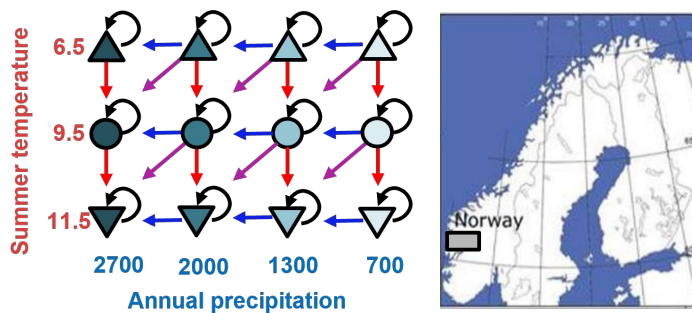 Summer temperature
6.5
9.5
11.5
2700 2000 1300 700
Annual precipitation
Norway